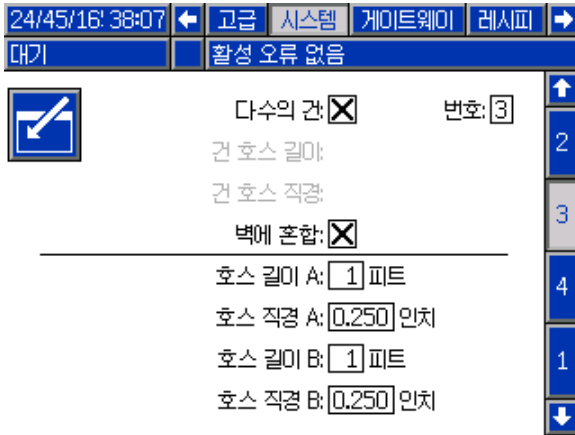 24/45/16 38:07 고급 시스템 게이트웨이 레시피
대기 활성 오류 없음
다수의 건: 번호: 3
건 호스 길이:
건 호스 직경:
벽에 혼합:
호스 길이 A: 1 피트
호스 직경 A: 0.250 인치
호스 길이 B: 1 피트
호스 직경 B: 0.250 인치
2
3
4
1